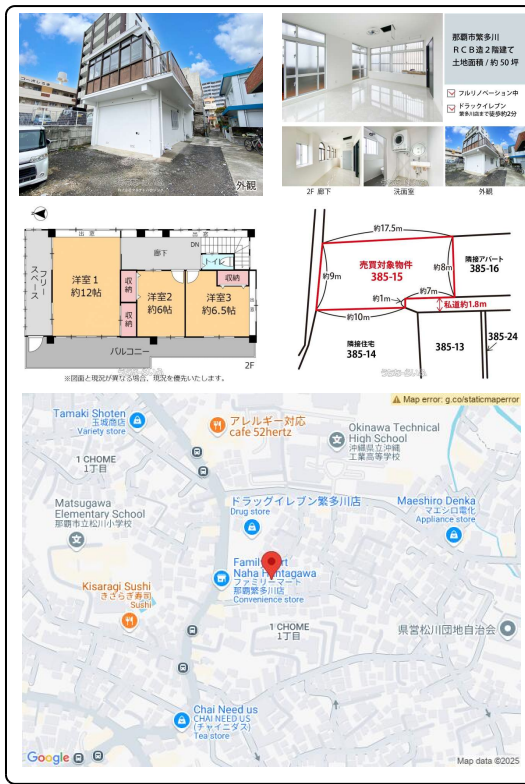 那覇市繁多川
ＲＣＢ造２階建て
土地面積 / 約 50 坪
フルリノベーション中
ドラックイレブン
繁多川店まで徒歩約2分
外観
2F 廊下
洗面室
外観
出窓
出窓
廊下
DN
トイレ
フリースペース
洋室１
約12帖
収納
収納
洋室2
約6帖
収納
洋室3
約6.5帖
バルコニー
2F
※図面と現況が異なる場合、現況を優先いたします。
約17.5m
売買対象物件
385-15
隣接アパート
385-16
約9m
約8m
約1m
約7m
約10m
私道約1.8m
隣接住宅
385-14
385-13
385-24
Map error: g.co/staticmaperror
Tamaki Shoten
玉城商店
Variety store
アレルギー対応
cafe 52hertz
Okinawa Technical
High School
沖縄県立沖縄
工業高等学校
1 CHOME
1丁目
ドラッグイレブン繁多川店
Drug store
Maeshiro Denka
マエシロ電化
Appliance store
Matsugawa
Elementary School
那覇市立松川小学校
FamilyMart
Naha Hantagawa
ファミリーマート
那覇繁多川店
Convenience store
Kisaragi Sushi
きさらぎ寿司
Sushi
1 CHOME
1丁目
県営松川団地自治会
Chai Need us
CHAI NEED US
(チャイニダス)
Tea store
Google
Map data ©2025